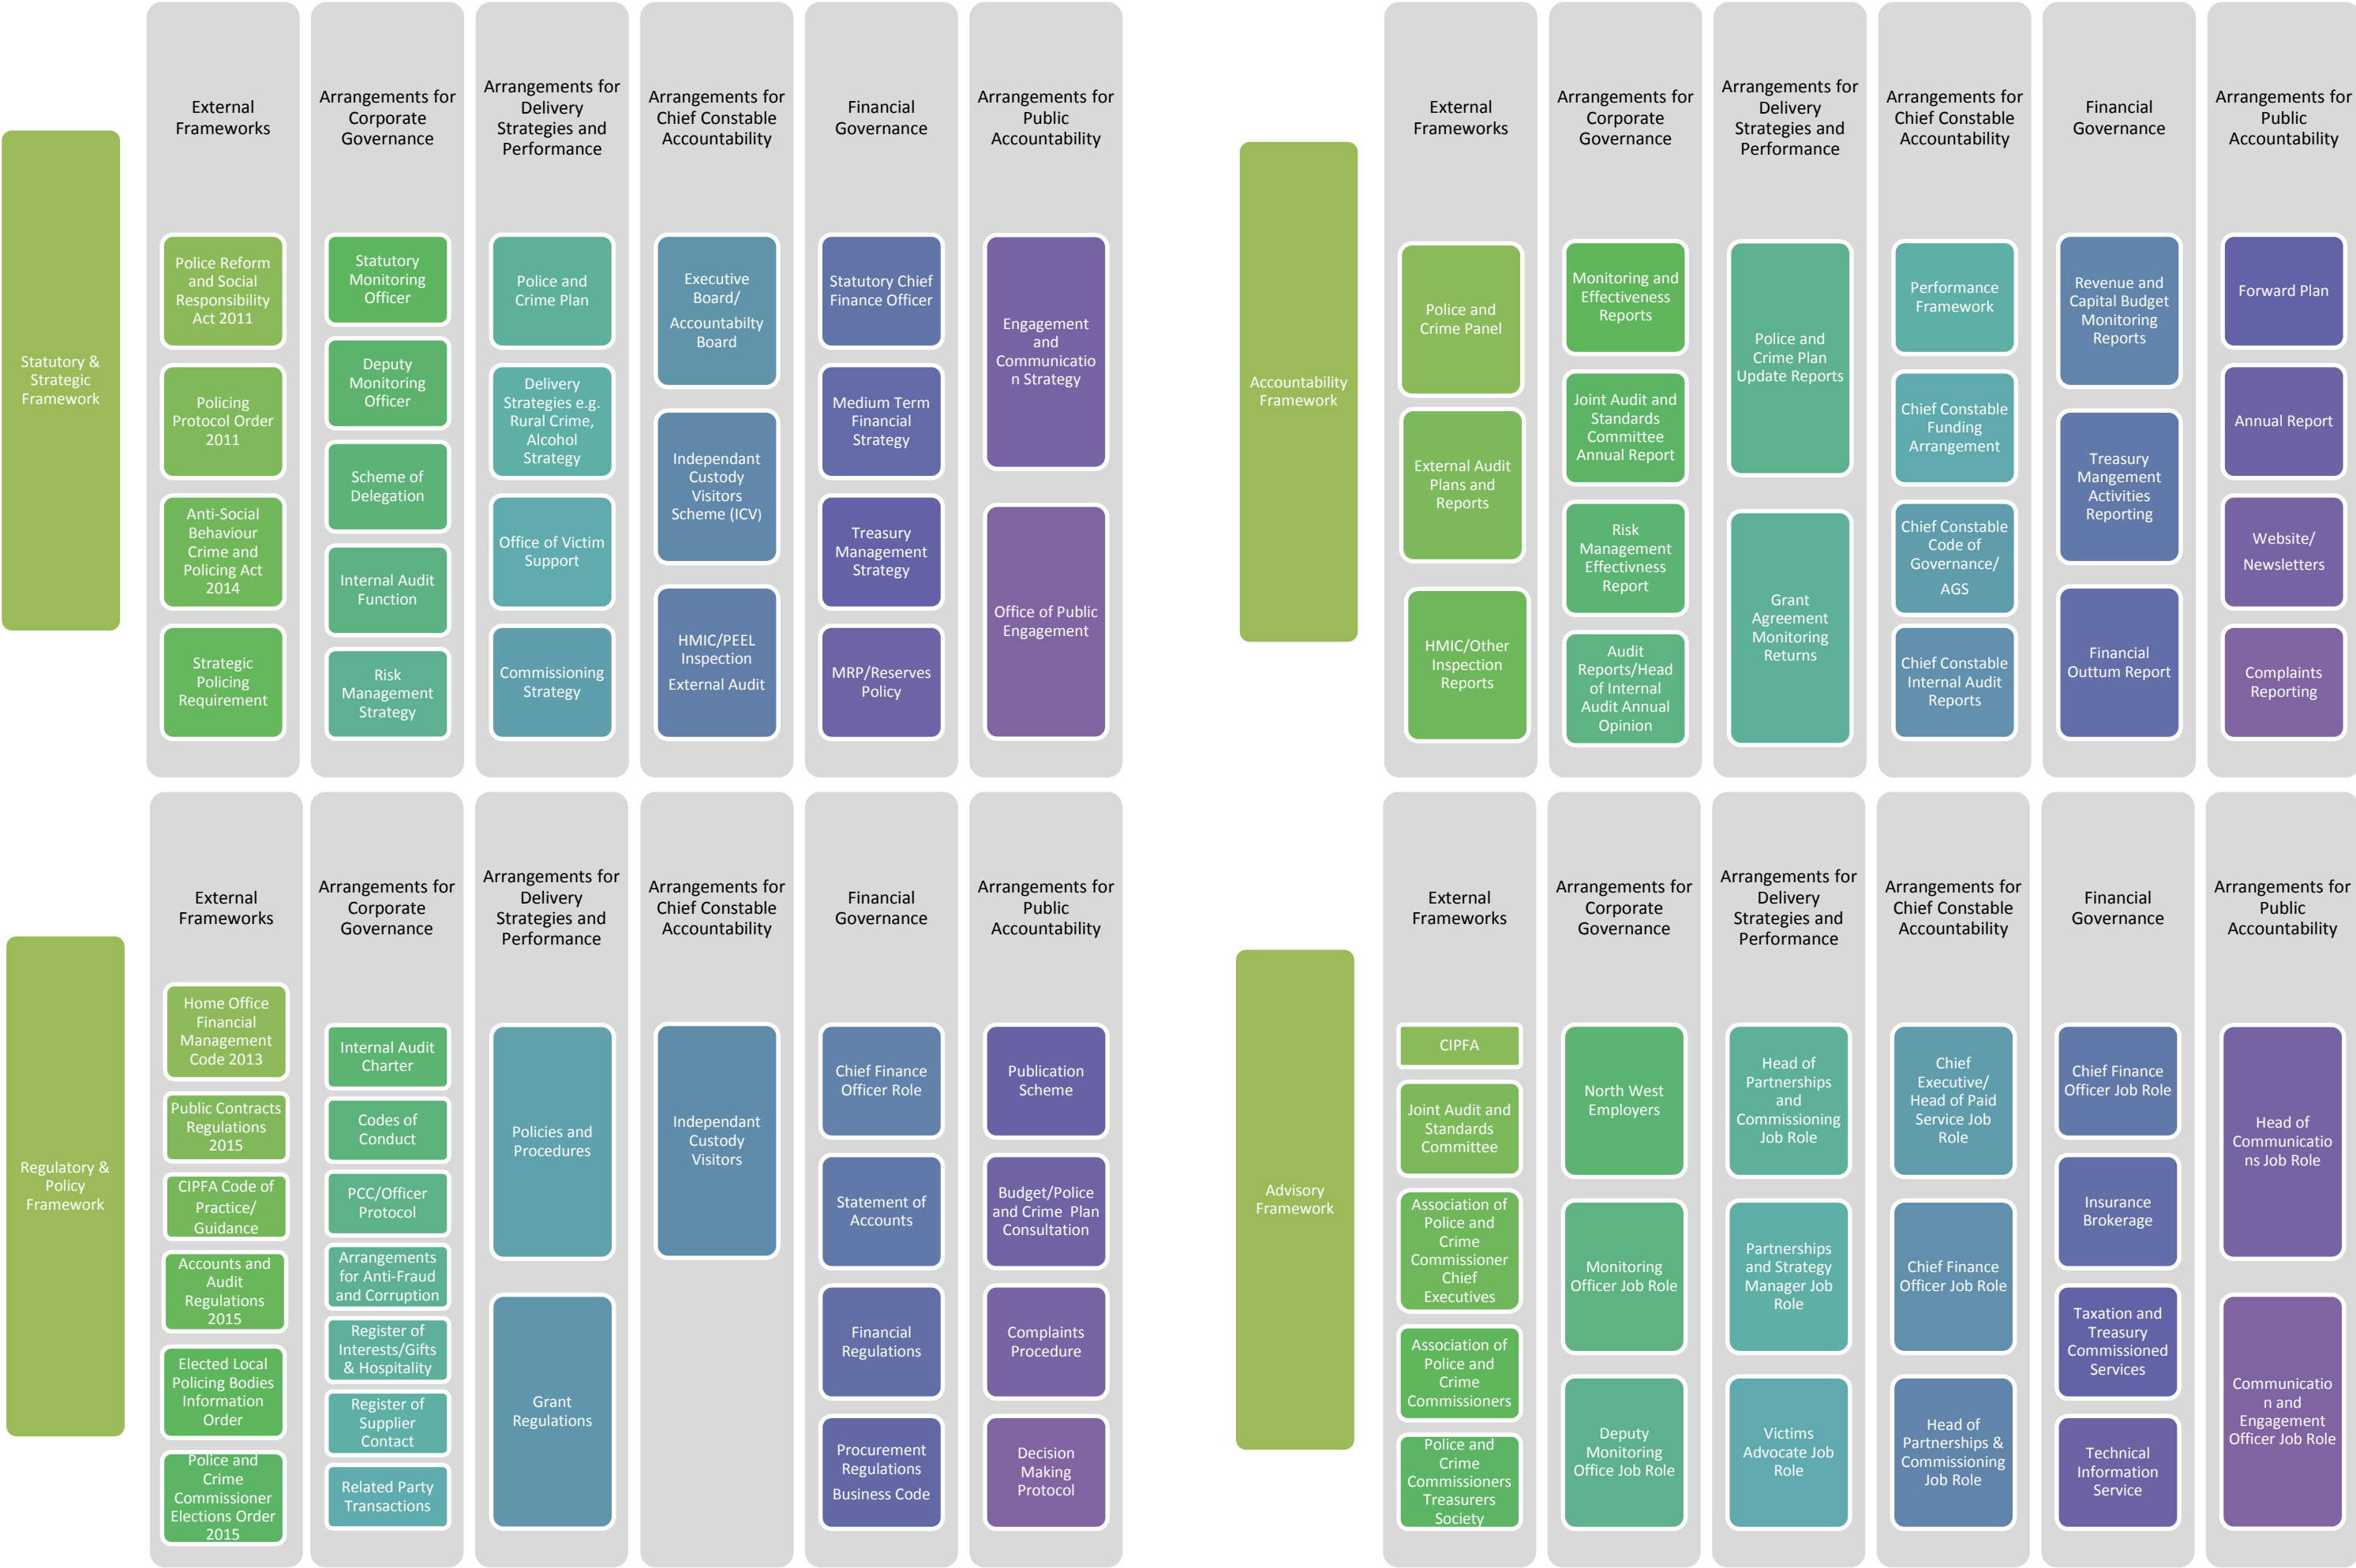 Statutory &
Strategic
Framework
External
Frameworks
Police Reform
and Social
Responsibility
Act 2011
Policing
Protocol Order
2011
Anti-Social
Behaviour
Crime and
Policing Act
2014
Strategic
Policing
Requirement
Arrangements for
Corporate
Governance
Statutory
Monitoring
Officer
Deputy
Monitoring
Officer
Scheme of
Delegation
Internal Audit
Function
Risk
Management
Strategy
Arrangements for
Delivery
Strategies and
Performance
Police and
Crime Plan
Delivery
Strategies e.g.
Rural Crime,
Alcohol
Strategy
Office of Victim
Support
Commissioning
Strategy
Arrangements for
Chief Constable
Accountability
Executive
Board/
Accountabilty
Board
Independant
Custody
Visitors
Scheme (ICV)
HMIC/PEEL
Inspection
External Audit
Financial
Governance
Statutory Chief
Finance Officer
Medium Term
Financial
Strategy
Treasury
Management
Strategy
MRP/Reserves
Policy
Arrangements for
Public
Accountability
Engagement
and
Communicatio
n Strategy
Office of Public
Engagement
Accountability
Framework
External
Frameworks
Police and
Crime Panel
External Audit
Plans and
Reports
HMIC/Other
Inspection
Reports
Arrangements for
Corporate
Governance
Monitoring and
Effectiveness
Reports
Joint Audit and
Standards
Committee
Annual Report
Risk
Management
Effectivness
Report
Audit
Reports/Head
of Internal
Audit Annual
Opinion
Arrangements for
Delivery
Strategies and
Performance
Police and
Crime Plan
Update Reports
Grant
Agreement
Monitoring
Returns
Arrangements for
Chief Constable
Accountability
Performance
Framework
Chief Constable
Funding
Arrangement
Chief Constable
Code of
Governance/
AGS
Chief Constable
Internal Audit
Reports
Financial
Governance
Revenue and
Capital Budget
Monitoring
Reports
Treasury
Mangement
Activities
Reporting
Financial
Outturn Report
Arrangements for
Public
Accountability
Forward Plan
Annual Report
Website/
Newsletters
Complaints
Reporting
Regulatory &
Policy
Framework
External
Frameworks
Home Office
Financial
Management
Code 2013
Public Contracts
Regulations
2015
CIPFA Code of
Practice/
Guidance
Accounts and
Audit
Regulations
2015
Elected Local
Policing Bodies
Information
Order
Police and
Crime
Commissioner
Elections Order
2015
Arrangements for
Corporate
Governance
Internal Audit
Charter
Codes of
Conduct
PCC/Officer
Protocol
Arrangements
for Anti-Fraud
and Corruption
Register of
Interests/Gifts
& Hospitality
Register of
Supplier
Contact
Related Party
Transactions
Arrangements for
Delivery
Strategies and
Performance
Policies and
Procedures
Grant
Regulations
Arrangements for
Chief Constable
Accountability
Independant
Custody
Visitors
Financial
Governance
Chief Finance
Officer Role
Statement of
Accounts
Financial
Regulations
Procurement
Regulations
Business Code
Arrangements for
Public
Accountability
Publication
Scheme
Budget/Police
and Crime Plan
Consultation
Complaints
Procedure
Decision
Making
Protocol
Advisory
Framework
External
Frameworks
CIPFA
Joint Audit and
Standards
Committee
Association of
Police and
Crime
Commissioner
Chief
Executives
Association of
Police and
Crime
Commissioners
Police and
Crime
Commissioners
Treasurers
Society
Arrangements for
Corporate
Governance
North West
Employers
Monitoring
Officer Job Role
Deputy
Monitoring
Office Job Role
Arrangements for
Delivery
Strategies and
Performance
Head of
Partnerships
and
Commissioning
Job Role
Partnerships
and Strategy
Manager Job
Role
Victims
Advocate Job
Role
Arrangements for
Chief Constable
Accountability
Chief
Executive/
Head of Paid
Service Job
Role
Chief Finance
Officer Job Role
Head of
Partnerships &
Commissioning
Job Role
Financial
Governance
Chief Finance
Officer Job Role
Insurance
Brokerage
Taxation and
Treasury
Commissioned
Services
Technical
Information
Service
Arrangements for
Public
Accountability
Head of
Communicatio
ns Job Role
Communicatio
n and
Engagement
Officer Job Role